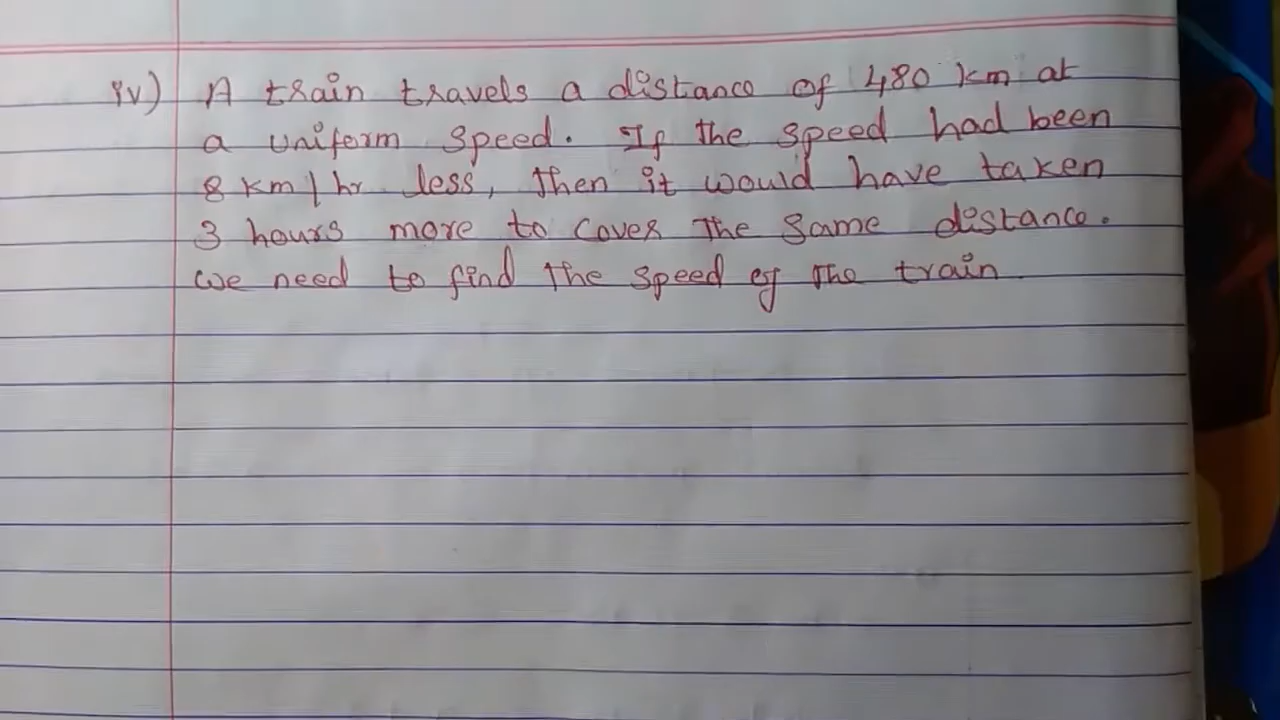 iv) A train travels a distance of 480 km at
a uniform speed. If the speed had been
8 km/hr less, then it would have taken
3 hours more to cover the same distance.
We need to find the speed of the train